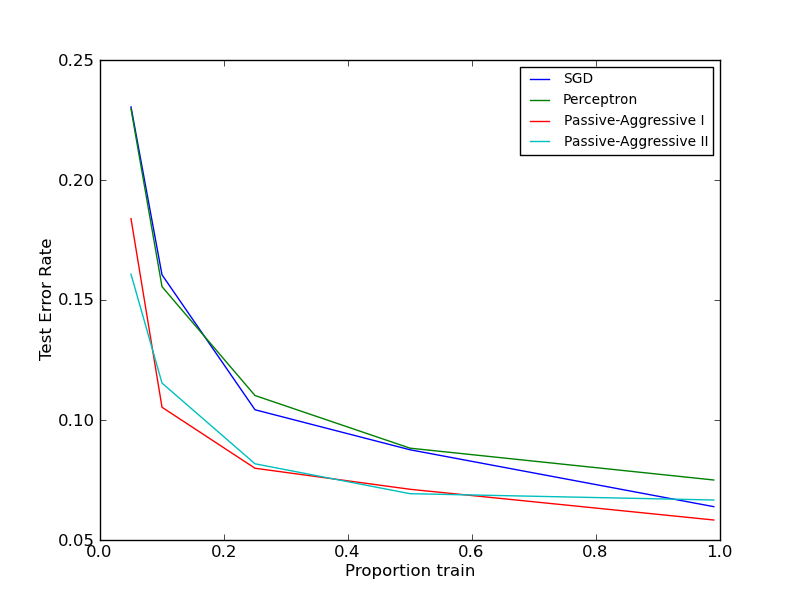 0.25
0.20
0.15
0.10
0.05
Test Error Rate
SGD
Perceptron
Passive-Aggressive I
Passive-Aggressive II
0.0 0.2 0.4 0.6 0.8 1.0
Proportion train